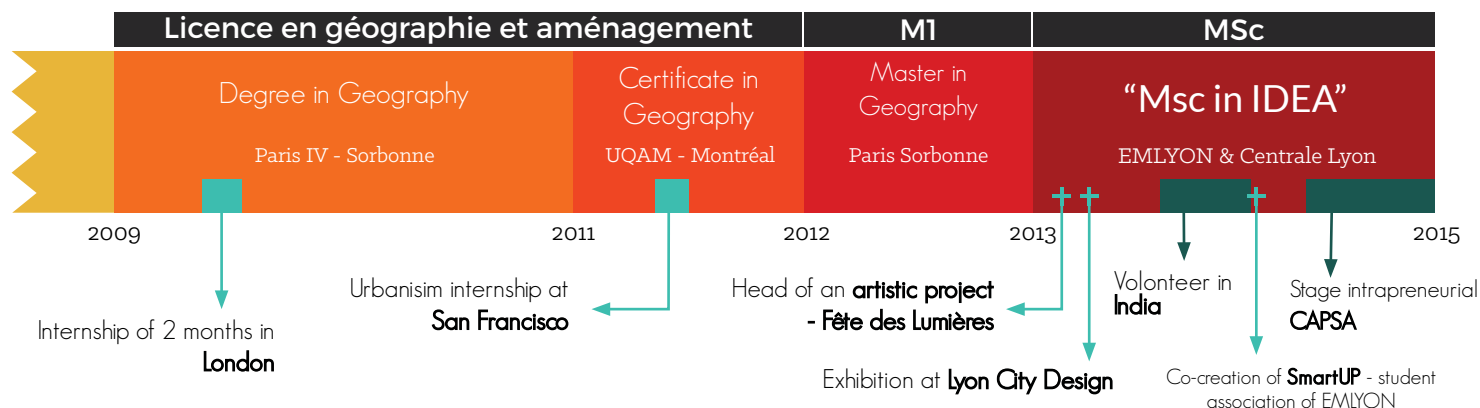 Licence en géographie et aménagement
M1
MSc
Degree in Geography
Paris IV - Sorbonne
Certificate in
Geography
UQAM - Montréal
Master in
Geography
Paris Sorbonne
“Msc in IDEA”
EMLYON & Centrale Lyon
2009
2011
2012
2013
2015
Internship of 2 months in
London
Urbanisim internship at
San Francisco
Head of an artistic project
- Fête des Lumières
Exhibition at Lyon City Design
Volonteer in
India
Co-creation of SmartUP - student
association of EMLYON
Stage intrapreneurial
CAPSA